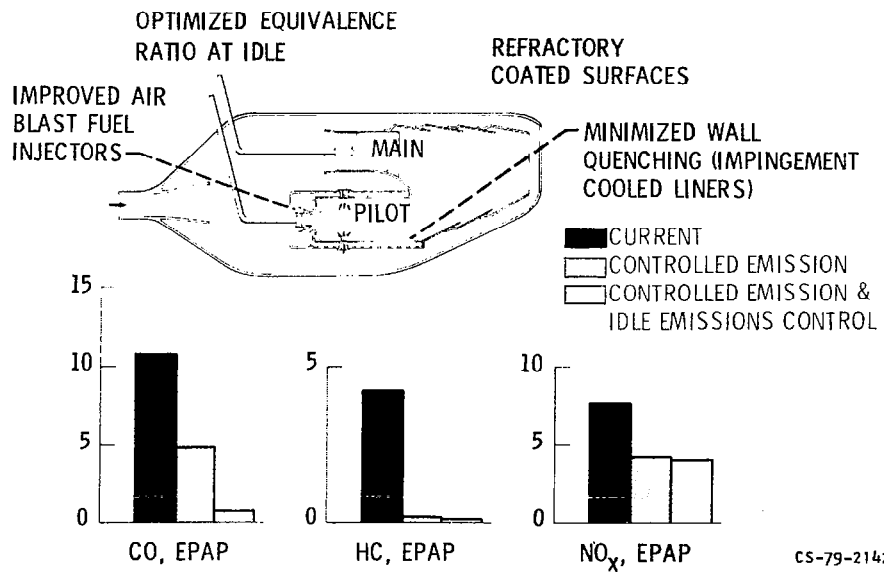 OPTIMIZED EQUIVALENCE
RATIO AT IDLE
REFRACTORY
COATED SURFACES
IMPROVED AIR
BLAST FUEL
INJECTORS
MINIMIZED WALL
QUENCHING (IMPINGEMENT
COOLED LINERS)
MAIN
PILOT
CURRENT
CONTROLLED EMISSION
CONTROLLED EMISSION &
IDLE EMISSIONS CONTROL
15
10
5
0
CO, EPAP
5
0
HC, EPAP
10
5
0
NOx, EPAP